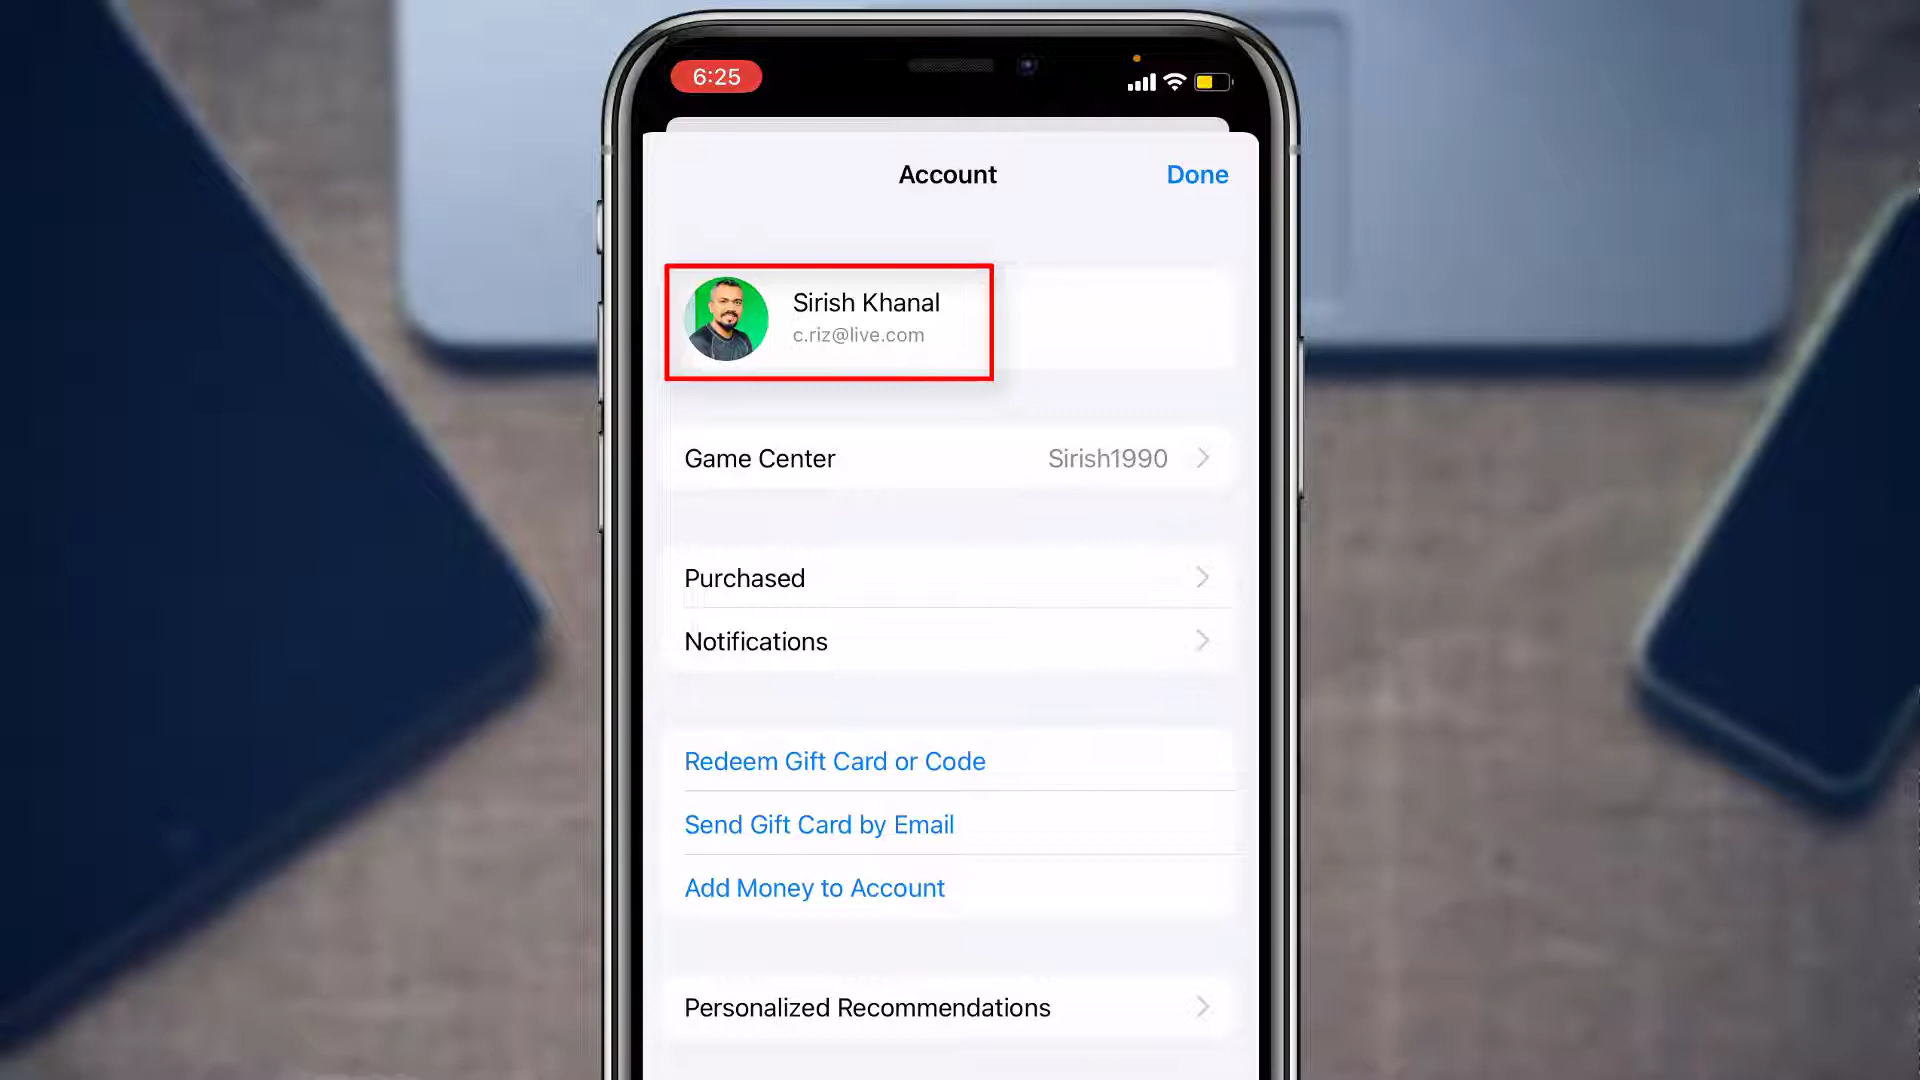 6:25
Account
Done
Sirish Khanal
c.riz@live.com
Game Center
Sirish1990
Purchased
Notifications
Redeem Gift Card or Code
Send Gift Card by Email
Add Money to Account
Personalized Recommendations